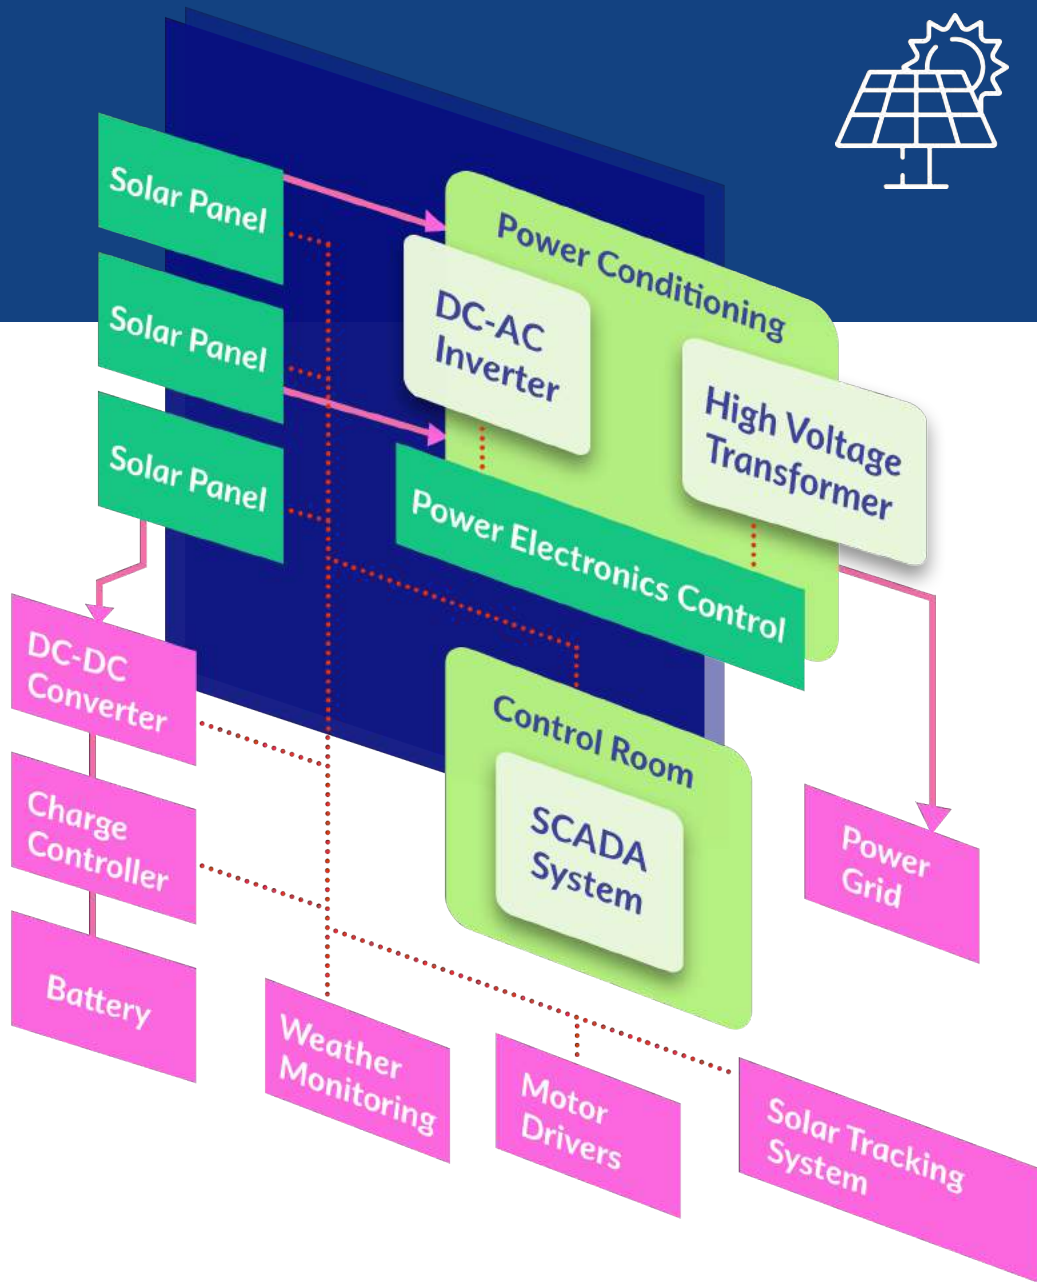 Solar Panel
Solar Panel
Solar Panel
Power Conditioning
DC-AC
Inverter
High Voltage
Transformer
Power Electronics Control
DC-DC
Converter
Charge
Controller
Battery
Control Room
SCADA
System
Power
Grid
Weather
Monitoring
Motor
Drivers
Solar Tracking
System